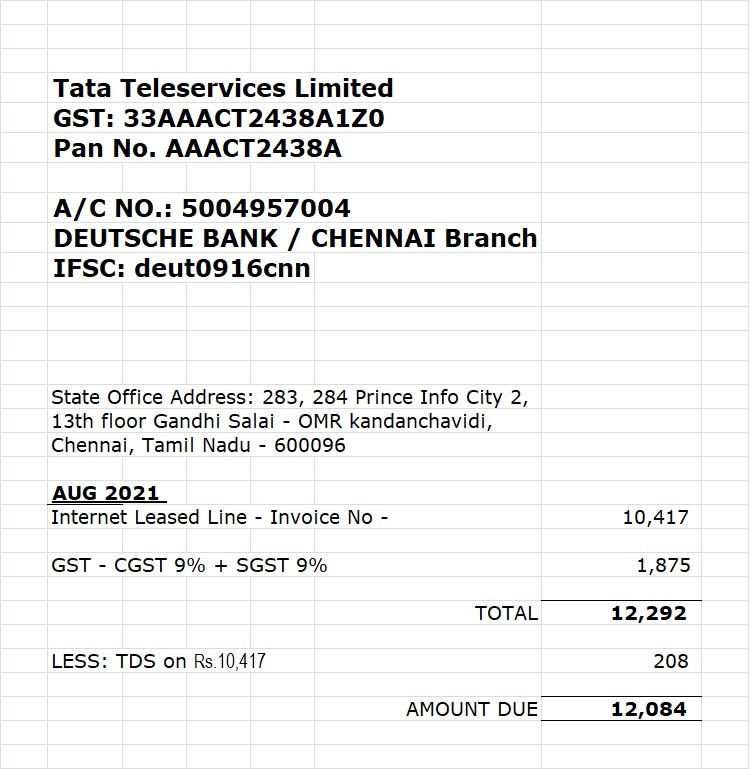 Tata Teleservices Limited
GST: 33AAACT2438A1Z0
Pan No. AAACT2438A
A/C NO.: 5004957004
DEUTSCHE BANK / CHENNAI Branch
IFSC: deut0916cnn
State Office Address: 283, 284 Prince Info City 2,
13th floor Gandhi Salai - OMR kandanchavidi,
Chennai, Tamil Nadu - 600096
AUG 2021
Internet Leased Line - Invoice No - 10,417
GST - CGST 9% + SGST 9% 1,875
TOTAL 12,292
LESS: TDS on Rs.10,417 208
AMOUNT DUE 12,084